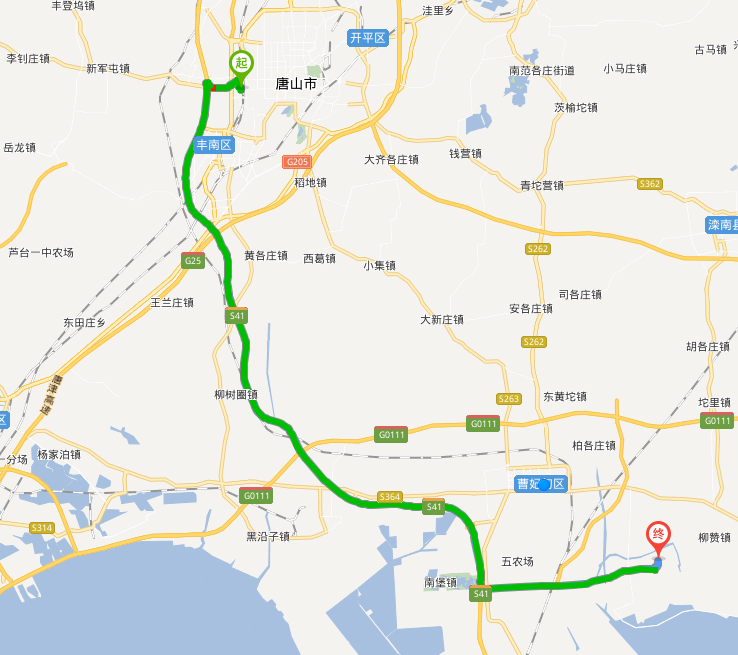 丰登坞镇
洼里乡
开平区
古马镇
李钊庄镇
新军屯镇
起
唐山市
南范各庄街道
小马庄镇
茨榆坨镇
岳龙镇
丰南区
G205
大齐各庄镇
钱营镇
稻地镇
青坨营镇
S362
滦南县
芦台一中农场
G25
黄各庄镇
西葛镇
小集镇
S262
王兰庄镇
司各庄镇
安各庄镇
东田庄乡
S41
大新庄镇
S262
胡各庄镇
唐津高速
柳树圈镇
S263
东黄坨镇
坨里镇
区
G0111
G0111
G0111
柏各庄镇
分场
杨家泊镇
曹妃
区
G0111
S364
S41
S314
黑沿子镇
终
柳赞镇
五农场
南堡镇
S41